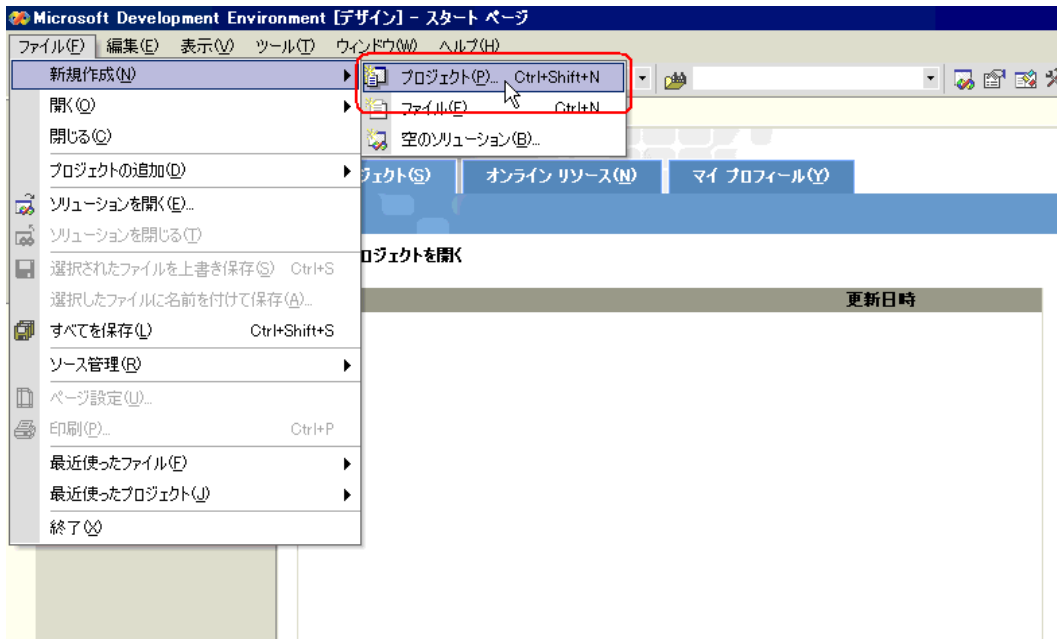 Microsoft Development Environment [デザイン] - スタート ページ
ファイル(F) 編集(E) 表示(V) ツール(T) ウィンドウ(W) ヘルプ(H)
新規作成(N)
プロジェクト(P)... Ctrl+Shift+N
開く(O)
ファイル(F)... Ctrl+N
閉じる(C)
空のソリューション(B)...
プロジェクトの追加(D)
ジェクト(S) オンライン リソース(N) マイ プロフィール(Y)
ソリューションを開く(E)...
ソリューションを閉じる(T)
ロジェクトを開く
選択されたファイルを上書き保存(S) Ctrl+S
選択したファイルに名前を付けて保存(A)...
更新日時
すべてを保存(L) Ctrl+Shift+S
ソース管理(R)
ページ設定(U)...
印刷(P)... Ctrl+P
最近使ったファイル(F)
最近使ったプロジェクト(J)
終了(X)